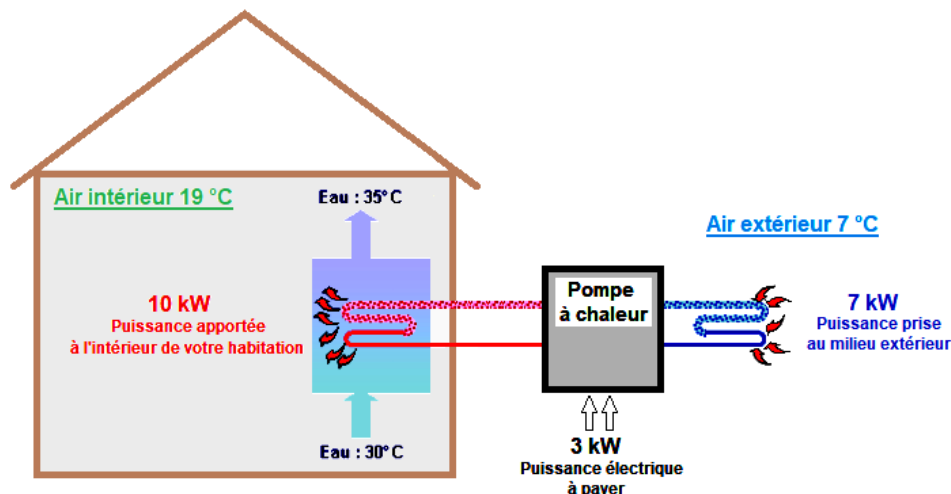 Air intérieur 19 °C
Eau : 35°C
Air extérieur 7 °C
10 kW
Puissance apportée
à l'intérieur de votre habitation
Pompe
à chaleur
7 kW
Puissance prise
au milieu extérieur
Eau : 30°C
3 kW
Puissance électrique
à payer